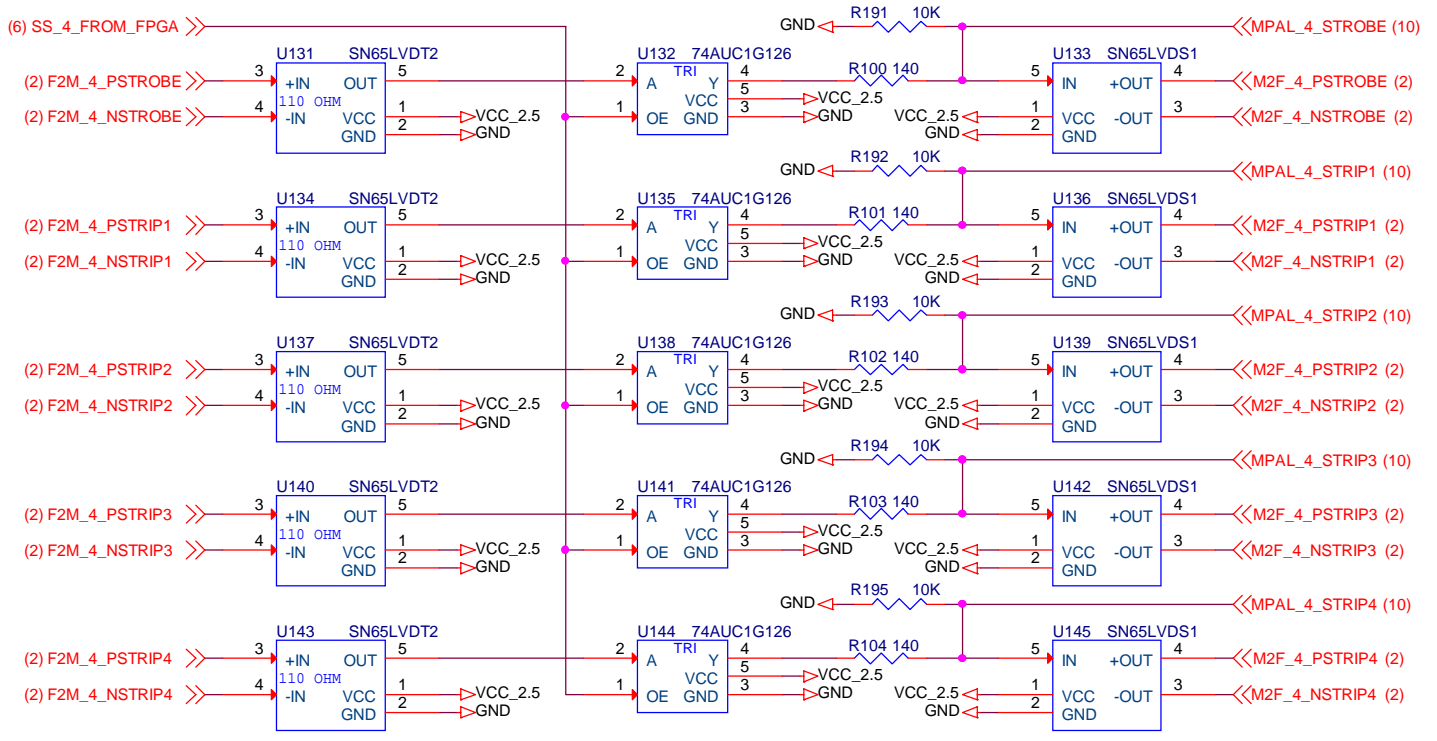 (6) SS_4_FROM_FPGA GND R191 10K MPAL_4_STROBE (10)
U131 SN65LVDT2 U132 74AUC1G126 U133 SN65LVDS1
(2) F2M_4_PSTROBE 3 +IN OUT 5 2 A TRI Y 4 R100 140 5 IN +OUT 4 M2F_4_PSTROBE (2)
110 OHM VCC 5 VCC_2.5
(2) F2M_4_NSTROBE 4 -IN VCC 1 VCC_2.5 1 OE GND 3 GND VCC_2.5 1 VCC -OUT 3 M2F_4_NSTROBE (2)
GND 2 GND GND 2 GND
GND R192 10K MPAL_4_STRIP1 (10)
U134 SN65LVDT2 U135 74AUC1G126 U136 SN65LVDS1
(2) F2M_4_PSTRIP1 3 +IN OUT 5 2 A TRI Y 4 R101 140 5 IN +OUT 4 M2F_4_PSTRIP1 (2)
110 OHM VCC 5 VCC_2.5
(2) F2M_4_NSTRIP1 4 -IN VCC 1 VCC_2.5 1 OE GND 3 GND VCC_2.5 1 VCC -OUT 3 M2F_4_NSTRIP1 (2)
GND 2 GND GND 2 GND
GND R193 10K MPAL_4_STRIP2 (10)
U137 SN65LVDT2 U138 74AUC1G126 U139 SN65LVDS1
(2) F2M_4_PSTRIP2 3 +IN OUT 5 2 A TRI Y 4 R102 140 5 IN +OUT 4 M2F_4_PSTRIP2 (2)
110 OHM VCC 5 VCC_2.5
(2) F2M_4_NSTRIP2 4 -IN VCC 1 VCC_2.5 1 OE GND 3 GND VCC_2.5 1 VCC -OUT 3 M2F_4_NSTRIP2 (2)
GND 2 GND GND 2 GND
GND R194 10K MPAL_4_STRIP3 (10)
U140 SN65LVDT2 U141 74AUC1G126 U142 SN65LVDS1
(2) F2M_4_PSTRIP3 3 +IN OUT 5 2 A TRI Y 4 R103 140 5 IN +OUT 4 M2F_4_PSTRIP3 (2)
110 OHM VCC 5 VCC_2.5
(2) F2M_4_NSTRIP3 4 -IN VCC 1 VCC_2.5 1 OE GND 3 GND VCC_2.5 1 VCC -OUT 3 M2F_4_NSTRIP3 (2)
GND 2 GND GND 2 GND
GND R195 10K MPAL_4_STRIP4 (10)
U143 SN65LVDT2 U144 74AUC1G126 U145 SN65LVDS1
(2) F2M_4_PSTRIP4 3 +IN OUT 5 2 A TRI Y 4 R104 140 5 IN +OUT 4 M2F_4_PSTRIP4 (2)
110 OHM VCC 5 VCC_2.5
(2) F2M_4_NSTRIP4 4 -IN VCC 1 VCC_2.5 1 OE GND 3 GND VCC_2.5 1 VCC -OUT 3 M2F_4_NSTRIP4 (2)
GND 2 GND GND 2 GND